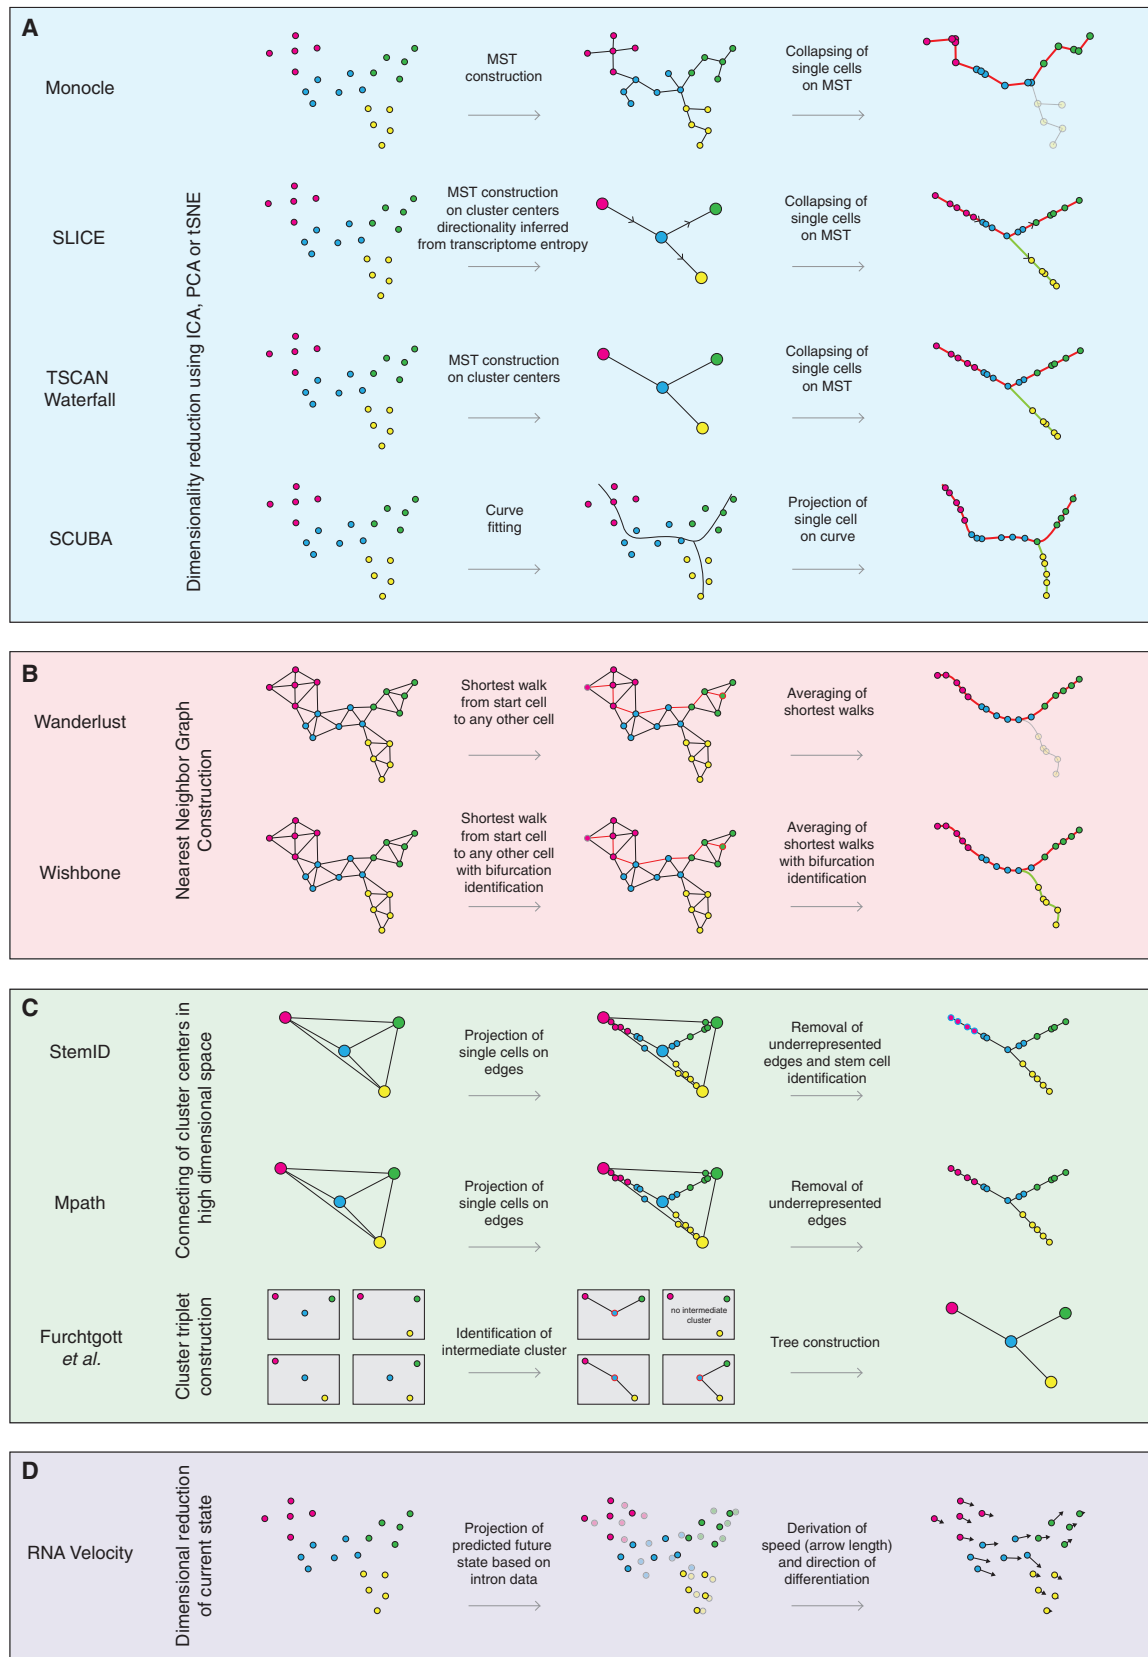 A
Dimensionality reduction using ICA, PCA or tSNE
Monocle
MST
construction
Collapsing of
single cells
on MST
SLICE
MST construction
on cluster centers
directionality inferred
from transcriptome entropy
Collapsing of
single cells
on MST
TSCAN
Waterfall
MST construction
on cluster centers
Collapsing of
single cells
on MST
SCUBA
Curve
fitting
Projection of
single cell
on curve
B
Nearest Neighbor Graph
Construction
Wanderlust
Shortest walk
from start cell
to any other cell
Averaging of
shortest walks
Wishbone
Shortest walk
from start cell
to any other cell
with bifurcation
identification
Averaging of
shortest walks
with bifurcation
identification
C
Connecting of cluster centers in
high dimensional space
StemID
Projection of
single cells on
edges
Removal of
underrepresented
edges and stem cell
identification
Mpath
Projection of
single cells on
edges
Removal of
underrepresented
edges
Furchtgott
et al.
Cluster triplet
construction
Identification of
intermediate cluster
no intermediate
cluster
Tree construction
D
RNA Velocity
Dimensional reduction
of current state
Projection of
predicted future
state based on
intron data
Derivation of
speed (arrow length)
and direction of
differentiation